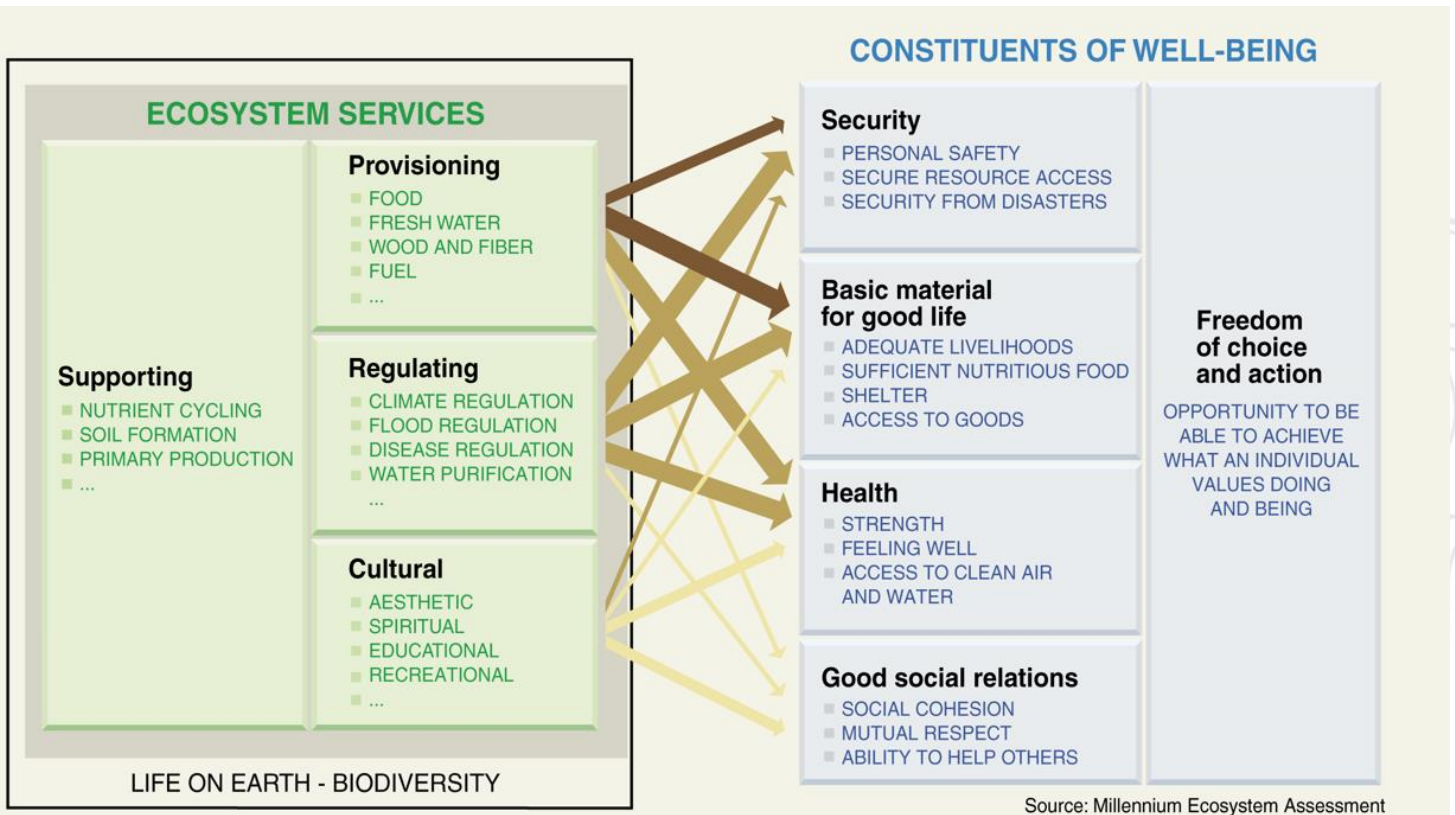 CONSTITUENTS OF WELL-BEING
ECOSYSTEM SERVICES
Supporting
NUTRIENT CYCLING
SOIL FORMATION
PRIMARY PRODUCTION
...
Provisioning
FOOD
FRESH WATER
WOOD AND FIBER
FUEL
...
Regulating
CLIMATE REGULATION
FLOOD REGULATION
DISEASE REGULATION
WATER PURIFICATION
...
Cultural
AESTHETIC
SPIRITUAL
EDUCATIONAL
RECREATIONAL
...
LIFE ON EARTH - BIODIVERSITY
Security
PERSONAL SAFETY
SECURE RESOURCE ACCESS
SECURITY FROM DISASTERS
Basic material
for good life
ADEQUATE LIVELIHOODS
SUFFICIENT NUTRITIOUS FOOD
SHELTER
ACCESS TO GOODS
Health
STRENGTH
FEELING WELL
ACCESS TO CLEAN AIR
AND WATER
Good social relations
SOCIAL COHESION
MUTUAL RESPECT
ABILITY TO HELP OTHERS
Freedom
of choice
and action
OPPORTUNITY TO BE
ABLE TO ACHIEVE
WHAT AN INDIVIDUAL
VALUES DOING
AND BEING
Source: Millennium Ecosystem Assessment